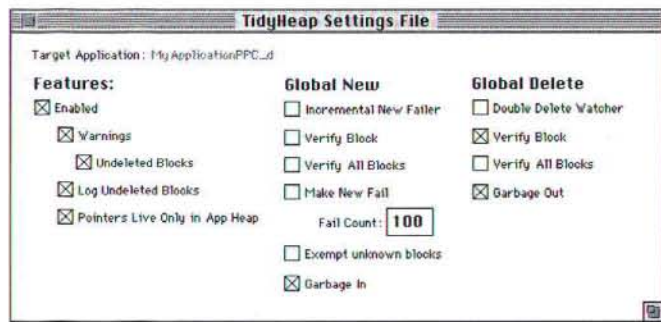 TidyHeap Settings File
Target Application: MyApplicationPPC_d
Features:
Enabled
Warnings
Undeleted Blocks
Log Undeleted Blocks
Pointers Live Only in App Heap
Global New
Incremental New Failer
Verify Block
Verify All Blocks
Make New Fail
Fail Count: 100
Exempt unknown blocks
Garbage In
Global Delete
Double Delete Watcher
Verify Block
Verify All Blocks
Garbage Out